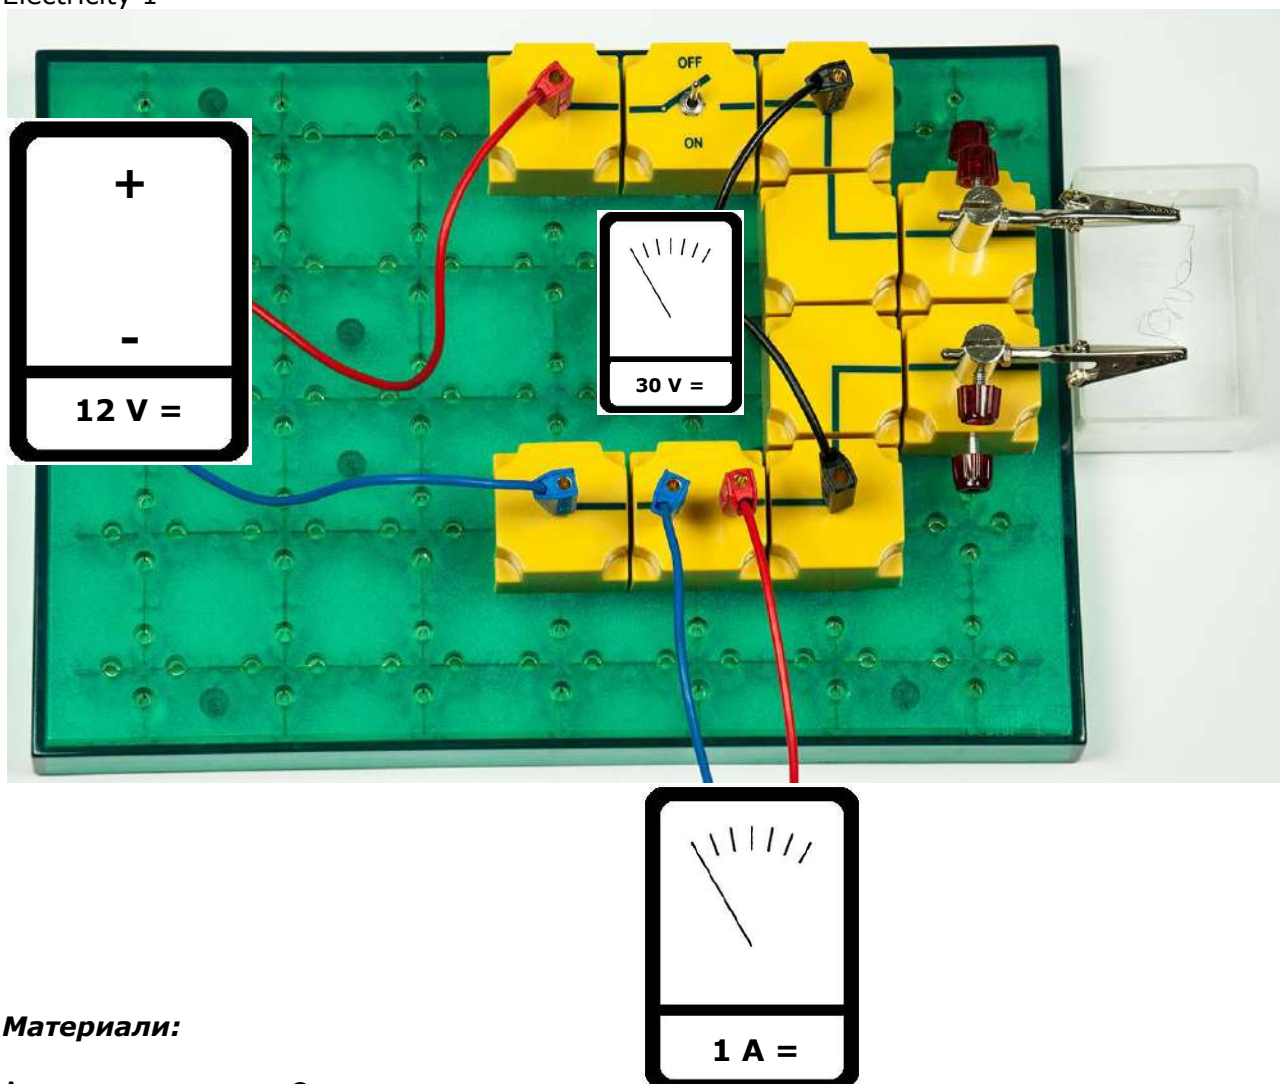 Electricity 1
OFF
ON
+
-
12 V =
30 V =
1 A =
Материали: